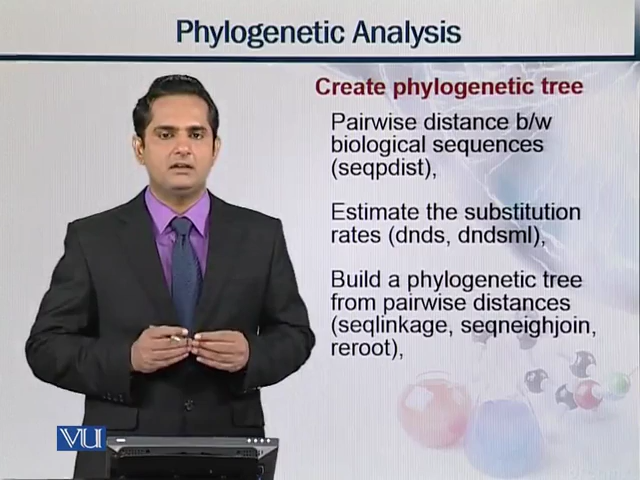 Phylogenetic Analysis
Create phylogenetic tree
Pairwise distance b/w
biological sequences
(seqpdist),
Estimate the substitution
rates (dnds, dndsml),
Build a phylogenetic tree
from pairwise distances
(seqlinkage, seqneighjoin,
reroot),
VU